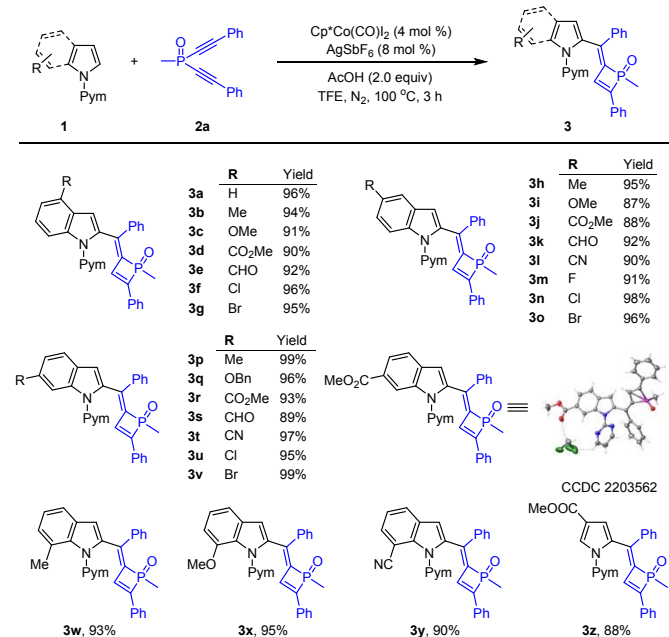 Cp*Co(CO)I₂ (4 mol %)
AgSbF₆ (8 mol %)
AcOH (2.0 equiv)
TFE, N₂, 100 °C, 3 h
R
N
Pym
1
+
O
P
Ph
Ph
2a
R
N
Pym
Ph
O
P
Ph
3
R
N
Pym
Ph
O
P
Ph
R Yield
3a H 96%
3b Me 94%
3c OMe 91%
3d CO₂Me 90%
3e CHO 92%
3f Cl 96%
3g Br 95%
R
N
Pym
Ph
O
P
Ph
R Yield
3h Me 95%
3i OMe 87%
3j CO₂Me 88%
3k CHO 92%
3l CN 90%
3m F 91%
3n Cl 98%
3o Br 96%
R
N
Pym
Ph
O
P
Ph
R Yield
3p Me 99%
3q OBn 96%
3r CO₂Me 93%
3s CHO 89%
3t CN 97%
3u Cl 95%
3v Br 99%
MeO₂C
N
Pym
Ph
O
P
Ph
CCDC 2203562
Me
N
Pym
Ph
O
P
Ph
3w, 93%
MeO
N
Pym
Ph
O
P
Ph
3x, 95%
NC
N
Pym
Ph
O
P
Ph
3y, 90%
MeOOC
N
Pym
Ph
O
P
Ph
3z, 88%